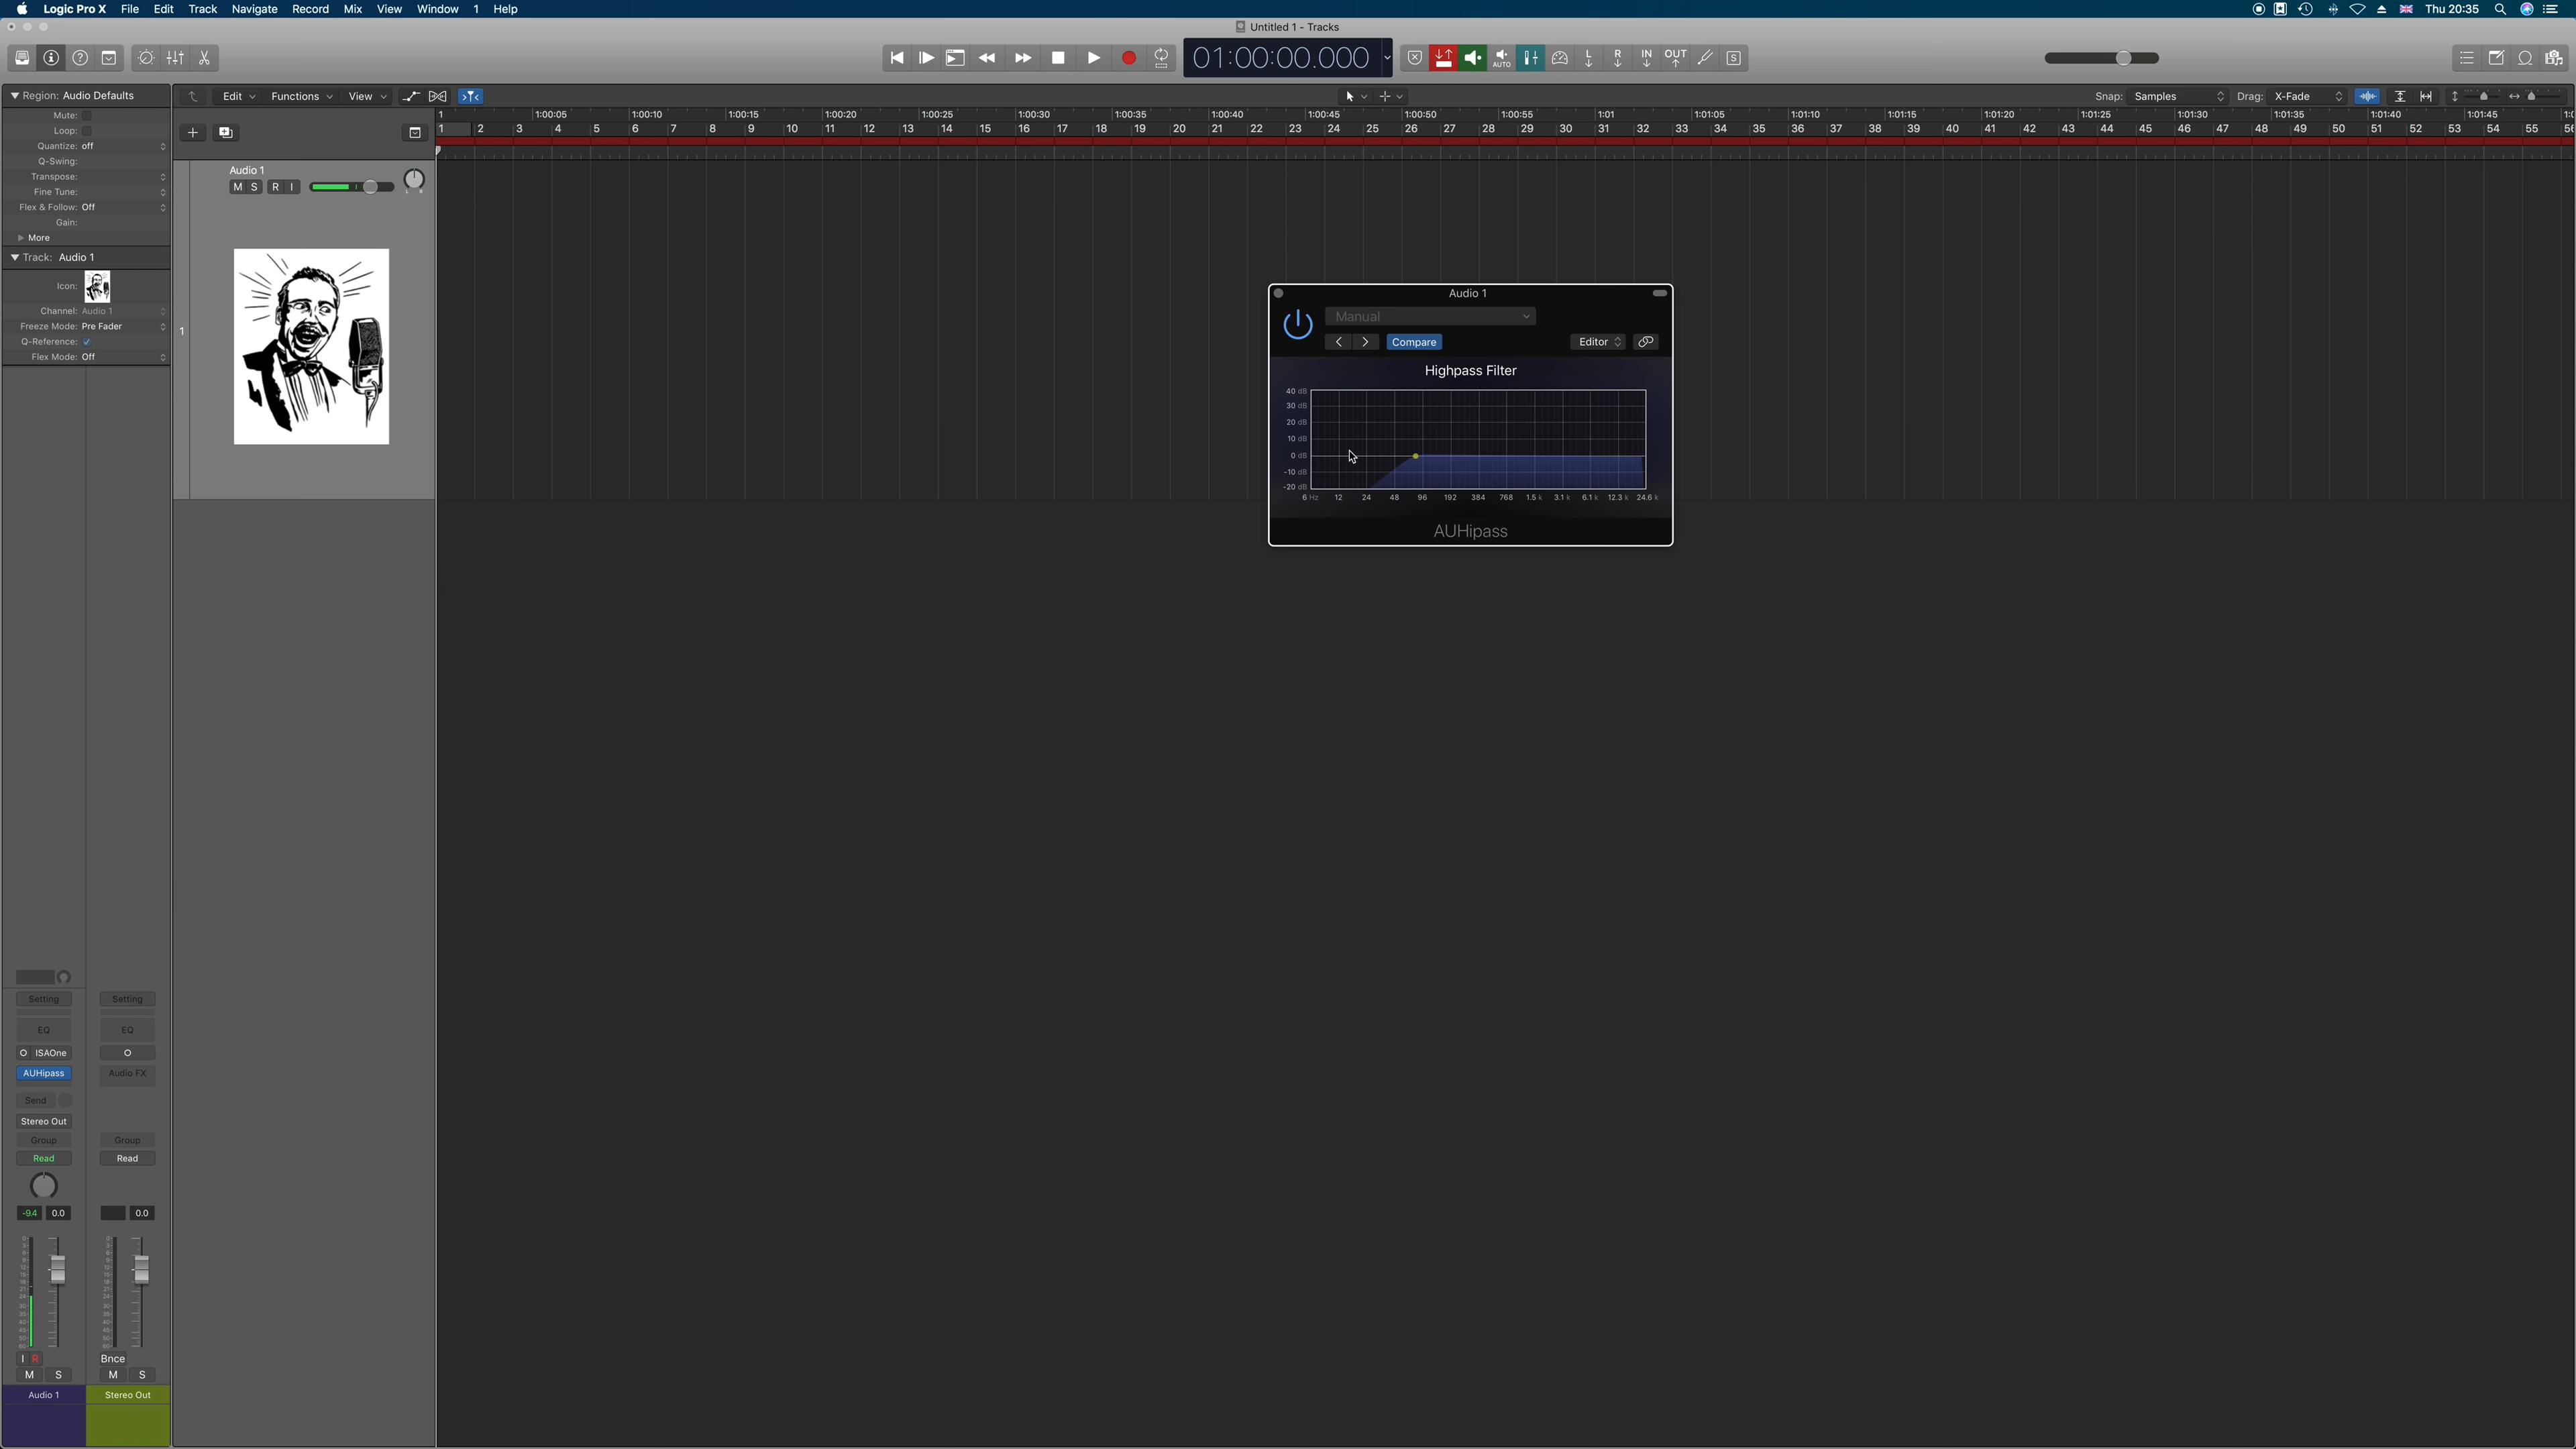 Logic Pro X File Edit Track Navigate Record Mix View Window 1 Help Thu 20:35
Untitled 1 - Tracks
01:00:00.000 AUTO L R IN OUT S
Region: Audio Defaults Edit Functions View Snap: Samples Drag: X-Fade
Mute:
Loop:
Quantize: off
Q-Swing:
Transpose:
Fine Tune:
Flex & Follow: Off
Gain:
More
Track: Audio 1
Icon:
Channel: Audio 1
Freeze Mode: Pre Fader
Q-Reference:
Flex Mode: Off
1 1:00:05 1:00:10 1:00:15 1:00:20 1:00:25 1:00:30 1:00:35 1:00:40 1:00:45 1:00:50 1:00:55 1:01 1:01:05 1:01:10 1:01:15 1:01:20 1:01:25 1:01:30 1:01:35 1:01:40 1:01:45
1 2 3 4 5 6 7 8 9 10 11 12 13 14 15 16 17 18 19 20 21 22 23 24 25 26 27 28 29 30 31 32 33 34 35 36 37 38 39 40 41 42 43 44 45 46 47 48 49 50 51 52 53 54 55
Audio 1
M S R I
L R
1
Audio 1
Manual
Compare Editor
Highpass Filter
40 dB
30 dB
20 dB
10 dB
0 dB
-10 dB
-20 dB
6 Hz 12 24 48 96 192 384 768 1.5 k 3.1 k 6.1 k 12.3 k 24.6 k
AUHipass
Setting Setting
EQ EQ
ISAOne
AUHipass Audio FX
Send
Stereo Out
Group Group
Read Read
-9.4 0.0 0.0
I R Bnce
M S M S
Audio 1 Stereo Out